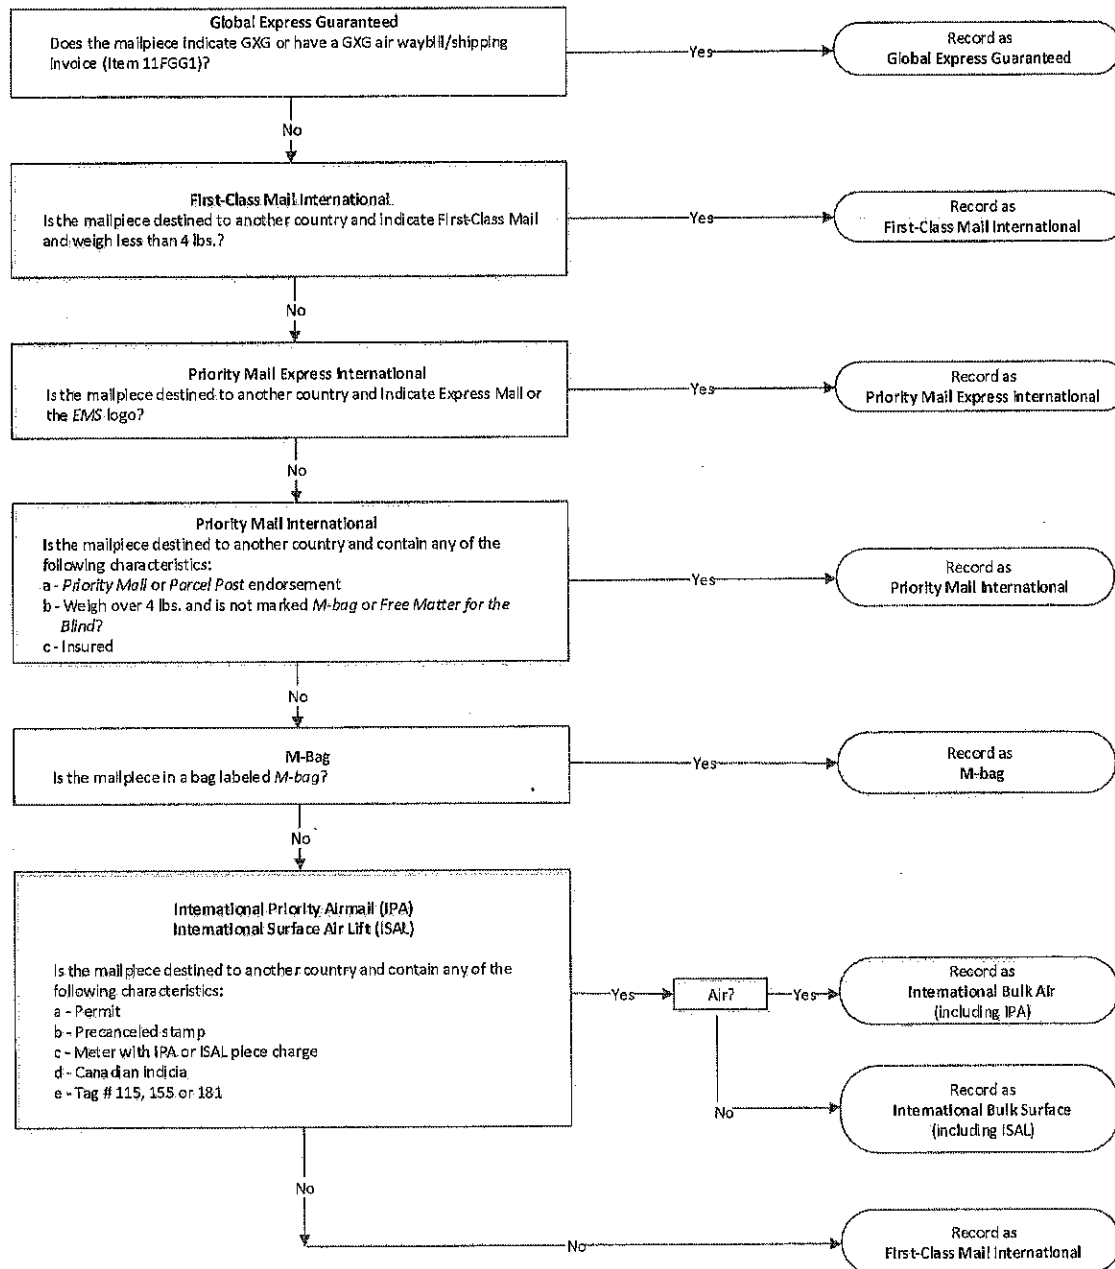 Global Express Guaranteed
Does the mailpiece indicate GXG or have a GXG air waybill/shipping
invoice (Item 11FGG1)?
Yes
Record as
Global Express Guaranteed
No
First-Class Mail International
Is the mailpiece destined to another country and indicate First-Class Mail
and weigh less than 4 lbs.?
Yes
Record as
First-Class Mail International
No
Priority Mail Express International
Is the mailpiece destined to another country and indicate Express Mail or
the EMS logo?
Yes
Record as
Priority Mail Express International
No
Priority Mail International
Is the mailpiece destined to another country and contain any of the
following characteristics:
a - Priority Mail or Parcel Post endorsement
b - Weigh over 4 lbs. and is not marked M-bag or Free Matter for the
Blind?
c - Insured
Yes
Record as
Priority Mail International
No
M-Bag
Is the mailpiece in a bag labeled M-bag?
Yes
Record as
M-bag
No
International Priority Airmail (IPA)
International Surface Air Lift (ISAL)
Is the mailpiece destined to another country and contain any of the
following characteristics:
a - Permit
b - Precanceled stamp
c - Meter with IPA or ISAL piece charge
d - Canadian indicia
e - Tag # 115, 155 or 181
Yes
Air?
Yes
Record as
International Bulk Air
(including IPA)
No
Record as
International Bulk Surface
(including ISAL)
No
No
Record as
First-Class Mail International